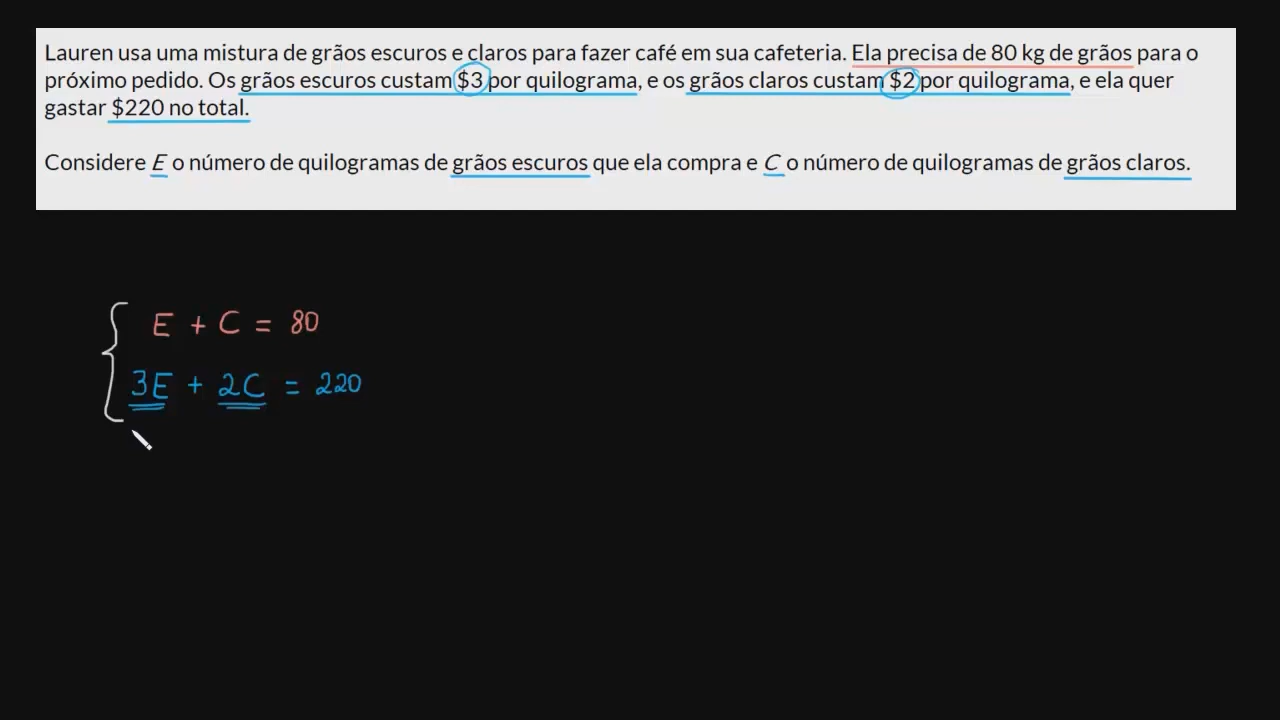 Lauren usa uma mistura de grãos escuros e claros para fazer café em sua cafeteria. Ela precisa de 80 kg de grãos para o
próximo pedido. Os grãos escuros custam $3 por quilograma, e os grãos claros custam $2 por quilograma, e ela quer
gastar $220 no total.
Considere E o número de quilogramas de grãos escuros que ela compra e C o número de quilogramas de grãos claros.
E + C = 80
3E + 2C = 220